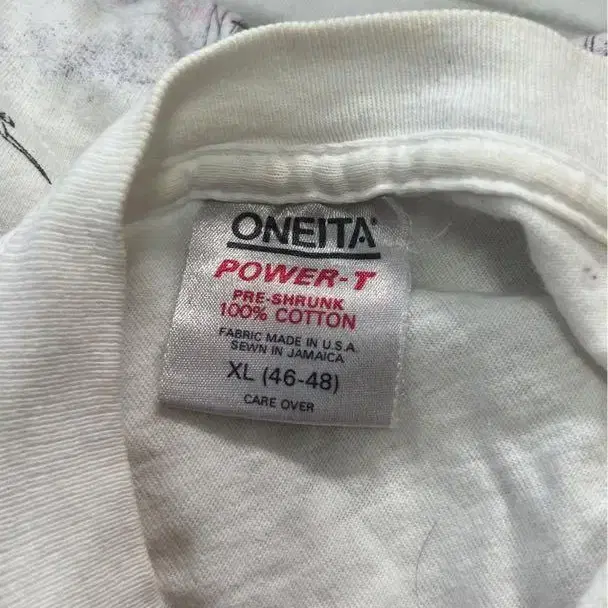 ONEITA®
POWER-T
PRE-SHRUNK
100% COTTON
FABRIC MADE IN U.S.A.
SEWN IN JAMAICA
XL (46-48)
CARE OVER